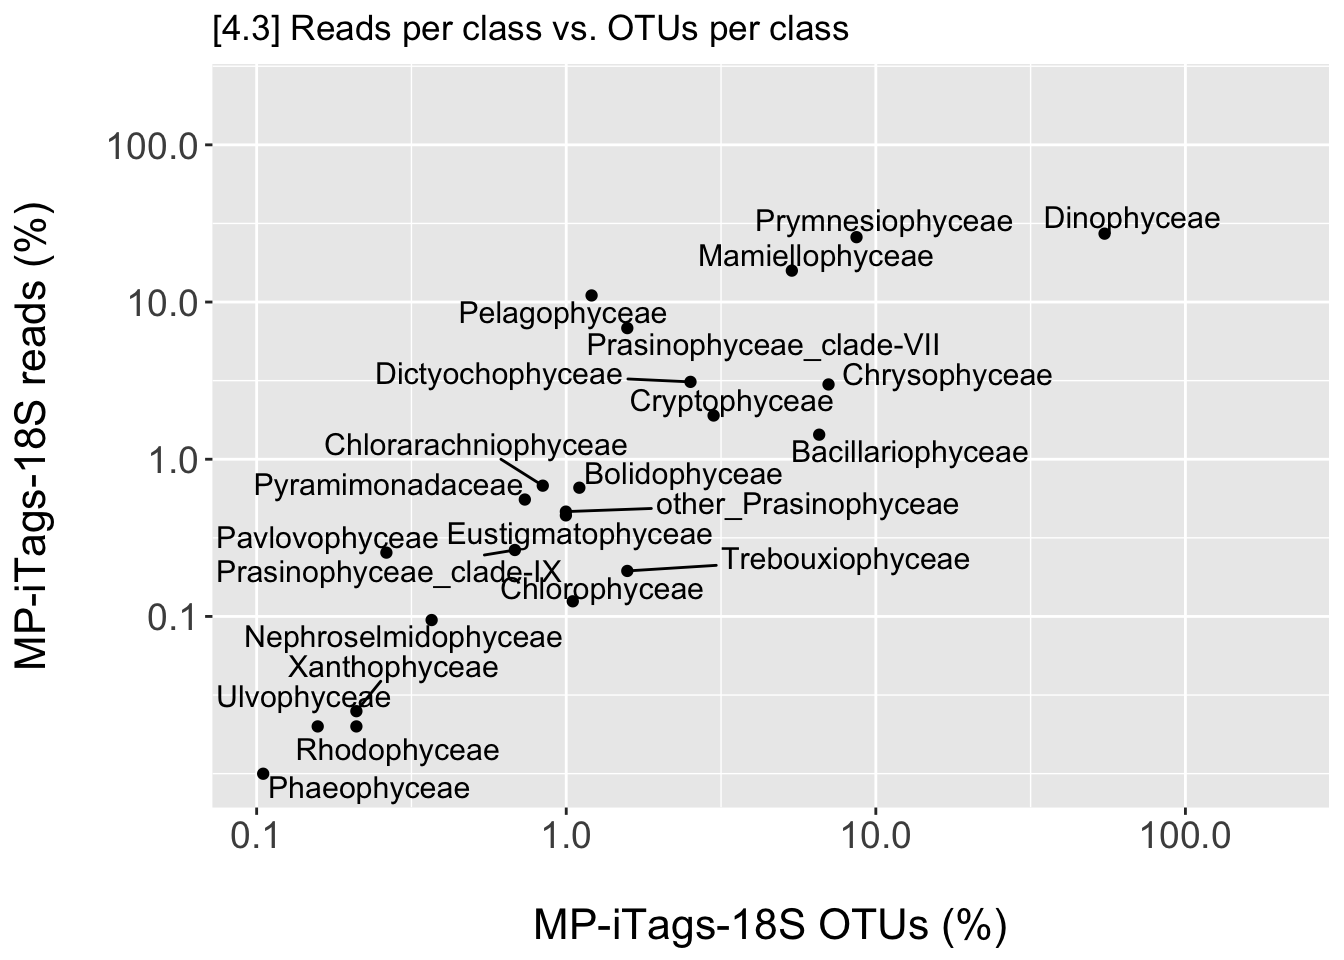 [4.3] Reads per class vs. OTUs per class
MP-iTags-18S reads (%)
100.0
10.0
1.0
0.1
Prymnesiophyceae
Dinophyceae
Mamiellophyceae
Pelagophyceae
Prasinophyceae_clade-VII
Dictyochophyceae
Chrysophyceae
Cryptophyceae
Chlorarachniophyceae
Bacillariophyceae
Bolidophyceae
Pyramimonadaceae
other_Prasinophyceae
Pavlovophyceae
Eustigmatophyceae
Trebouxiophyceae
Prasinophyceae_clade-IX
Chlorophyceae
Nephroselmidophyceae
Xanthophyceae
Ulvophyceae
Rhodophyceae
Phaeophyceae
0.1
1.0
10.0
100.0
MP-iTags-18S OTUs (%)